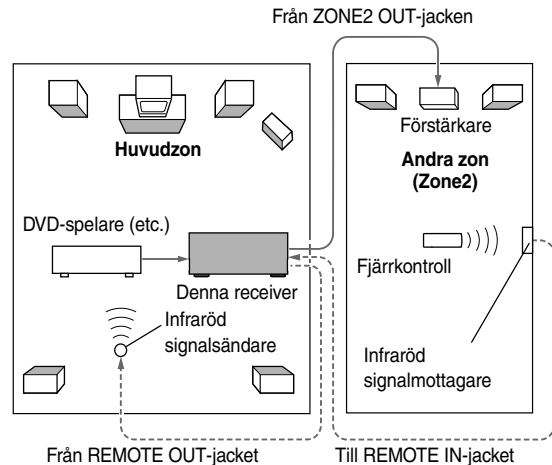 Från ZONE2 OUT-jacken
Huvudzon
Förstärkare
Andra zon
(Zone2)
DVD-spelare (etc.)
Denna receiver
Fjärrkontroll
Infraröd
signalsändare
Infraröd
signalmottagare
Från REMOTE OUT-jacket
Till REMOTE IN-jacket